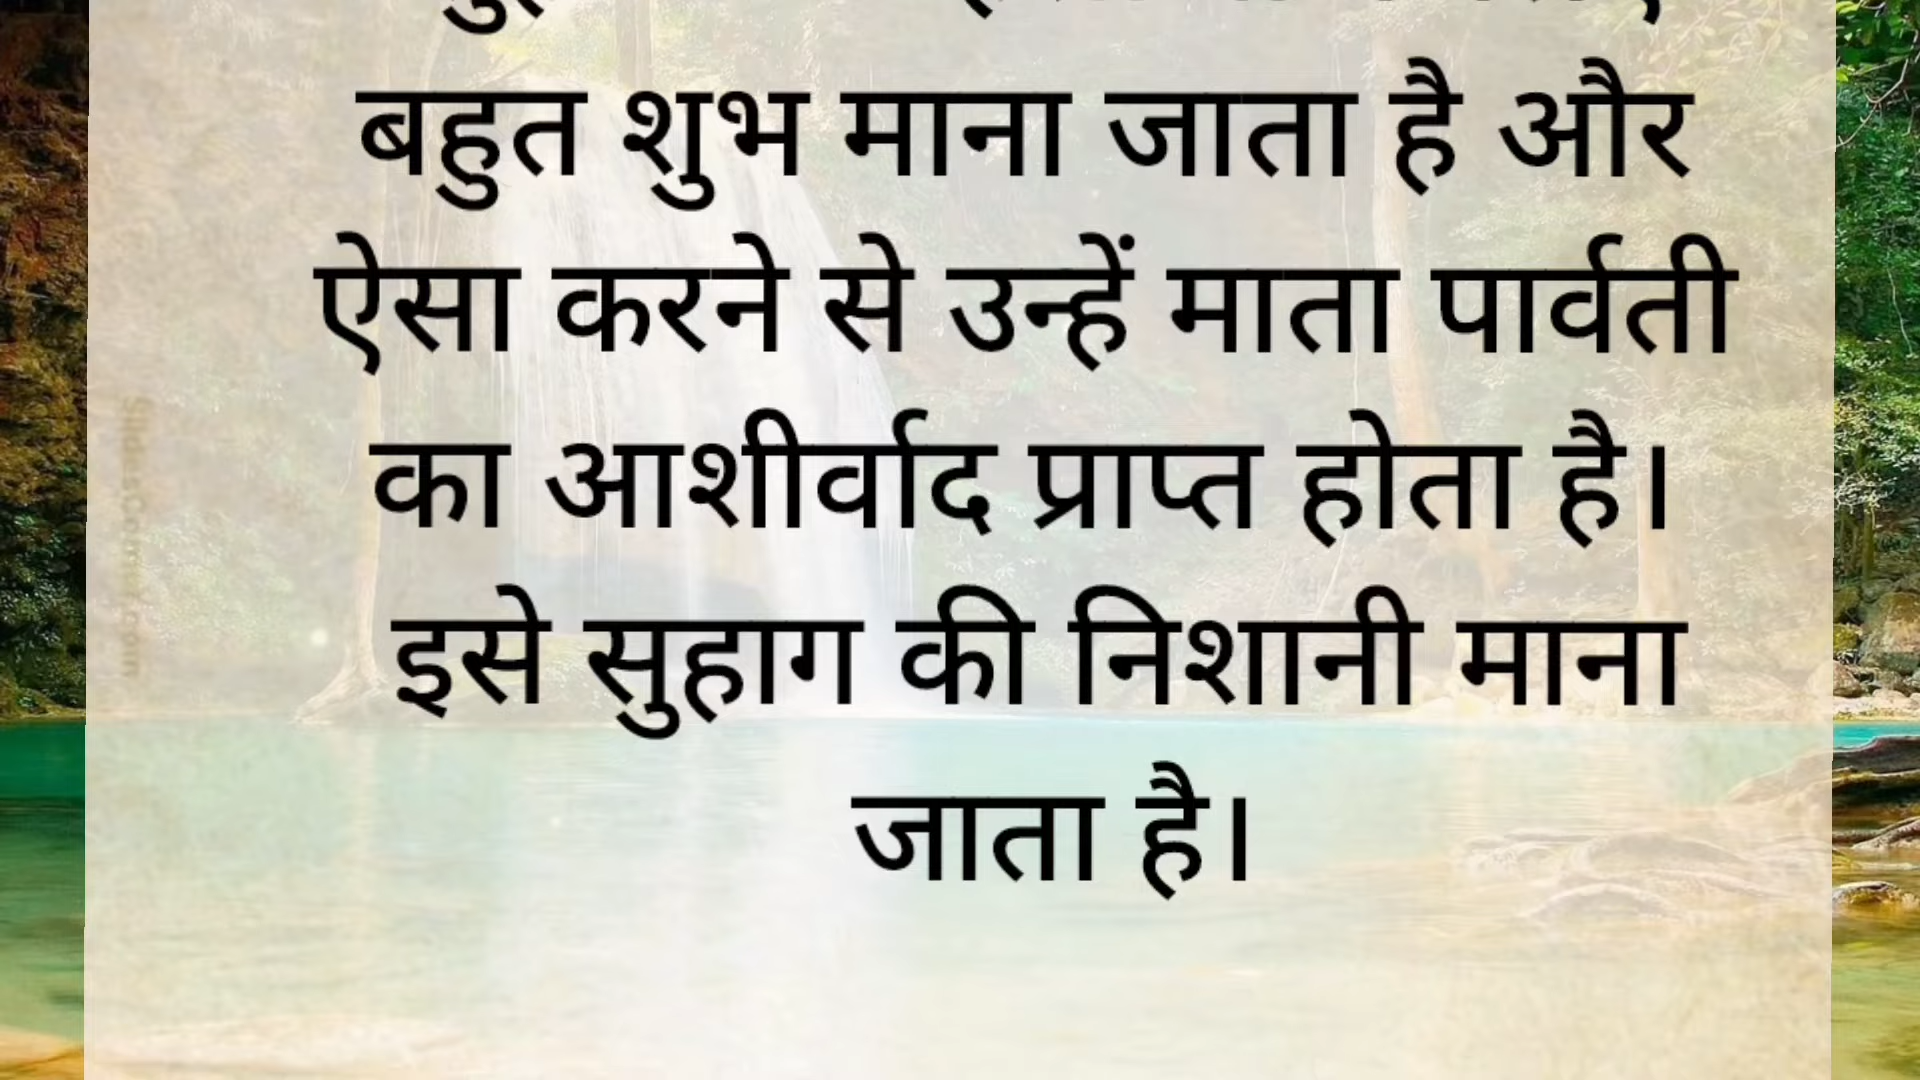 बहुत शुभ माना जाता है और
ऐसा करने से उन्हें माता पार्वती
का आशीर्वाद प्राप्त होता है।
इसे सुहाग की निशानी माना
जाता है।